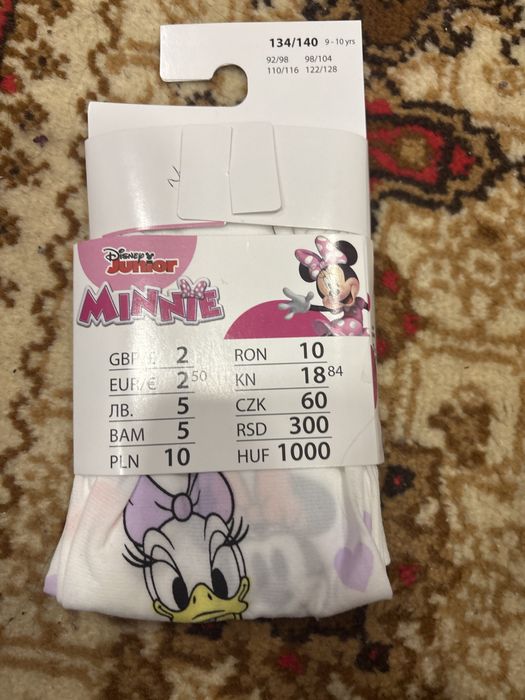 134/140 9 - 10 yrs
92/98 98/104
110/116 122/128
Disney
Junior
MINNIE
GBP £ 2
EUR/€ 2 50
ЛВ. 5
BAM 5
PLN 10
RON 10
KN 18 84
CZK 60
RSD 300
HUF 1000